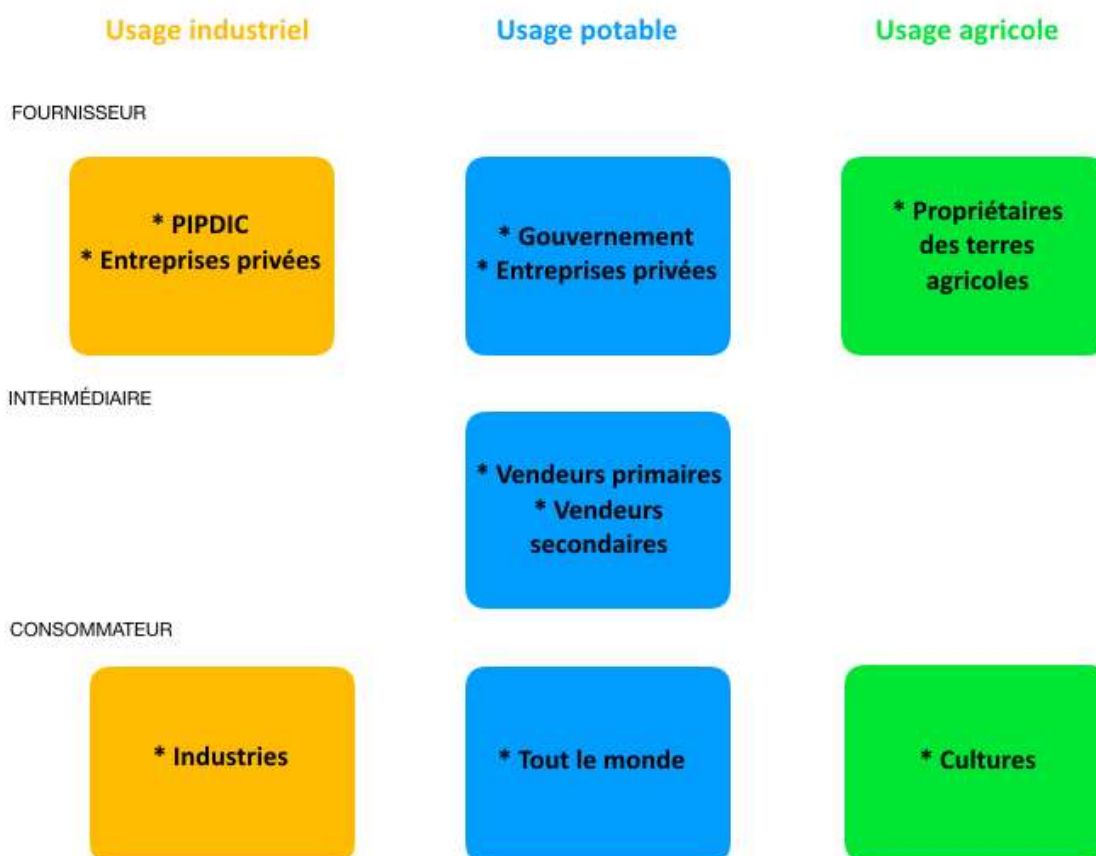 Usage industriel
Usage potable
Usage agricole
FOURNISSEUR
* PIPDIC
* Entreprises privées
* Gouvernement
* Entreprises privées
* Propriétaires
des terres
agricoles
INTERMÉDIAIRE
* Vendeurs primaires
* Vendeurs
secondaires
CONSOMMATEUR
* Industries
* Tout le monde
* Cultures